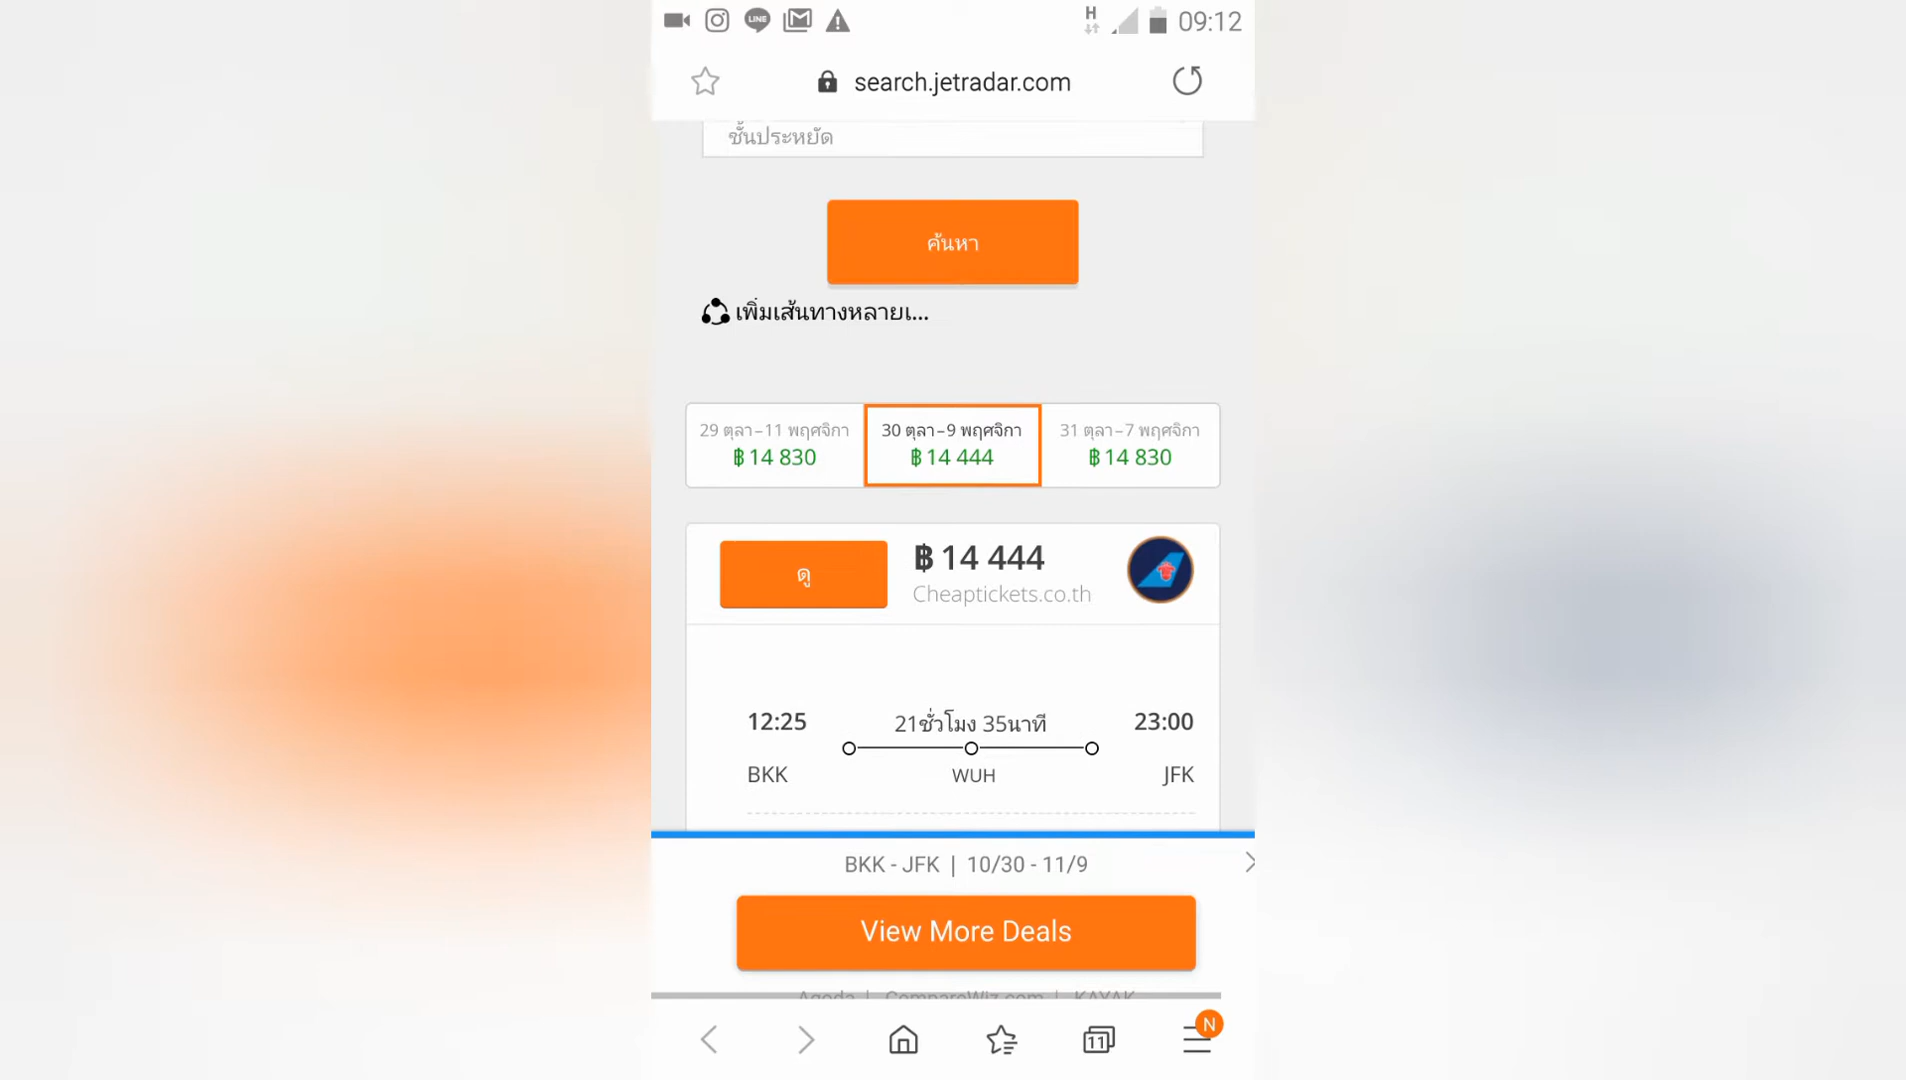 LINE
H
09:12
search.jetradar.com
ชั้นประหยัด
ค้นหา
เพิ่มเส้นทางหลายเ...
29 ตุลา–11 พฤศจิกา
฿ 14 830
30 ตุลา–9 พฤศจิกา
฿ 14 444
31 ตุลา–7 พฤศจิกา
฿ 14 830
ดู
฿ 14 444
Cheaptickets.co.th
12:25
21ชั่วโมง 35นาที
23:00
BKK
WUH
JFK
BKK - JFK | 10/30 - 11/9
View More Deals
Agoda | CompareWiz.com | KAYAK
11
N